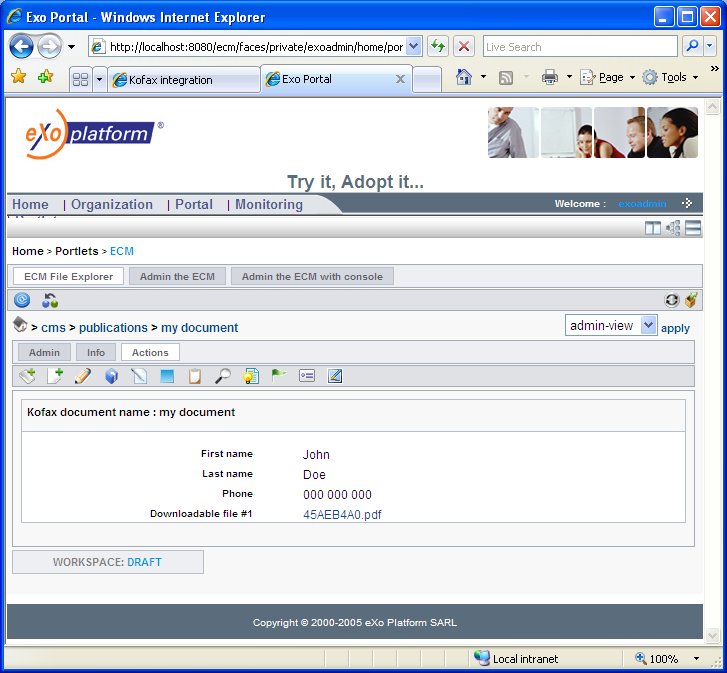 Exo Portal - Windows Internet Explorer
http://localhost:8080/ecm/faces/private/exoadmin/home/por Live Search
Kofax integration Exo Portal Page Tools »
eXo platform ®
Try it, Adopt it...
Home | Organization | Portal | Monitoring Welcome : exoadmin
Home > Portlets > ECM
ECM File Explorer Admin the ECM Admin the ECM with console
> cms > publications > my document admin-view apply
Admin Info Actions
Kofax document name : my document
First name John
Last name Doe
Phone 000 000 000
Downloadable file #1 45AEB4A0.pdf
WORKSPACE: DRAFT
Copyright © 2000-2005 eXo Platform SARL
Local intranet 100%